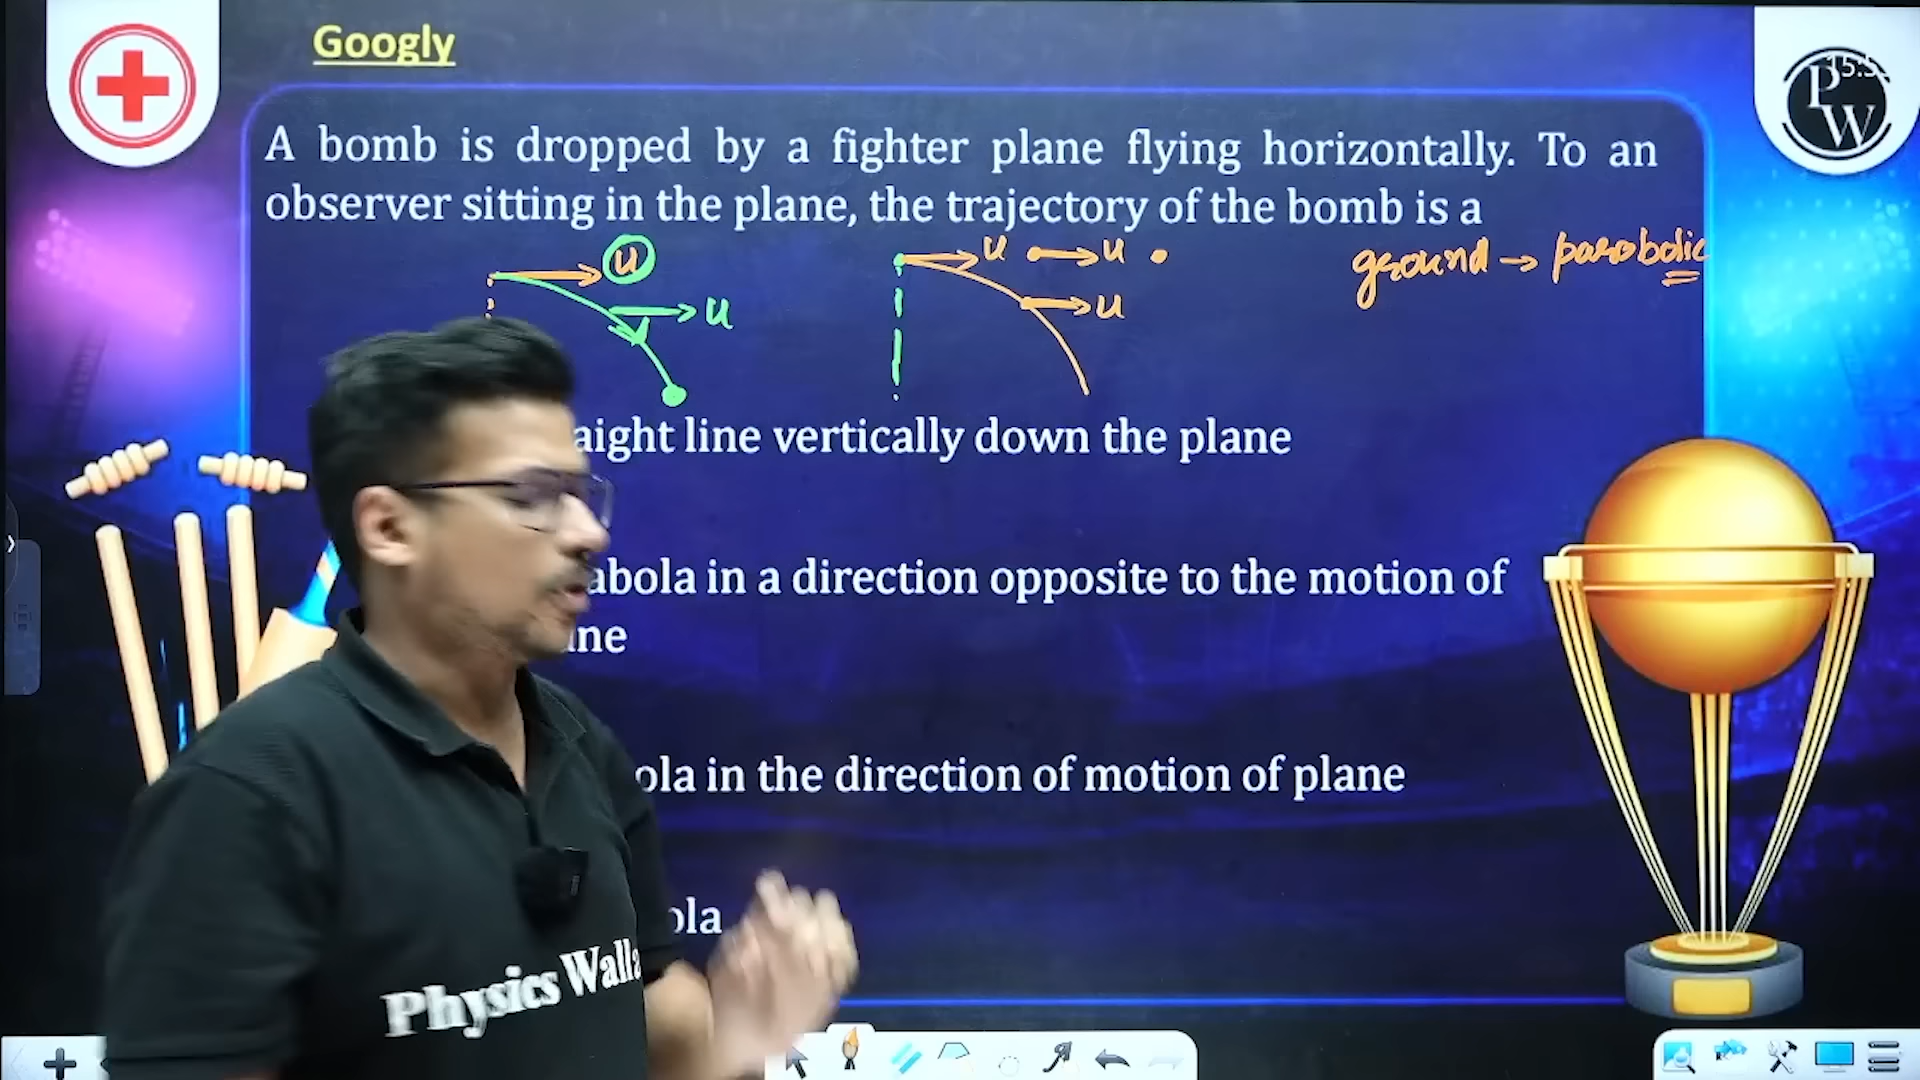 Googly
15:5
P
W
A bomb is dropped by a fighter plane flying horizontally. To an
observer sitting in the plane, the trajectory of the bomb is a
u
u
u
u
u
ground → parabolic
aight line vertically down the plane
abola in a direction opposite to the motion of
ne
ola in the direction of motion of plane
ola
Physics Walla